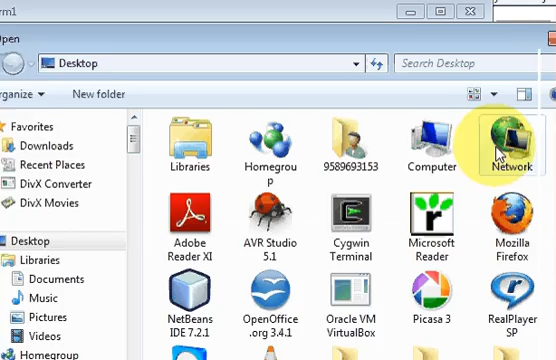 rm1
Open
Desktop
Search Desktop
rganize
New folder
Favorites
Downloads
Recent Places
DivX Converter
DivX Movies
Desktop
Libraries
Documents
Music
Pictures
Videos
Homegroup
Libraries
Homegrou
p
9589693153
Computer
Network
Adobe
Reader XI
AVR Studio
5.1
Cygwin
Terminal
Microsoft
Reader
Mozilla
Firefox
NetBeans
IDE 7.2.1
OpenOffice
.org 3.4.1
Oracle VM
VirtualBox
Picasa 3
RealPlayer
SP